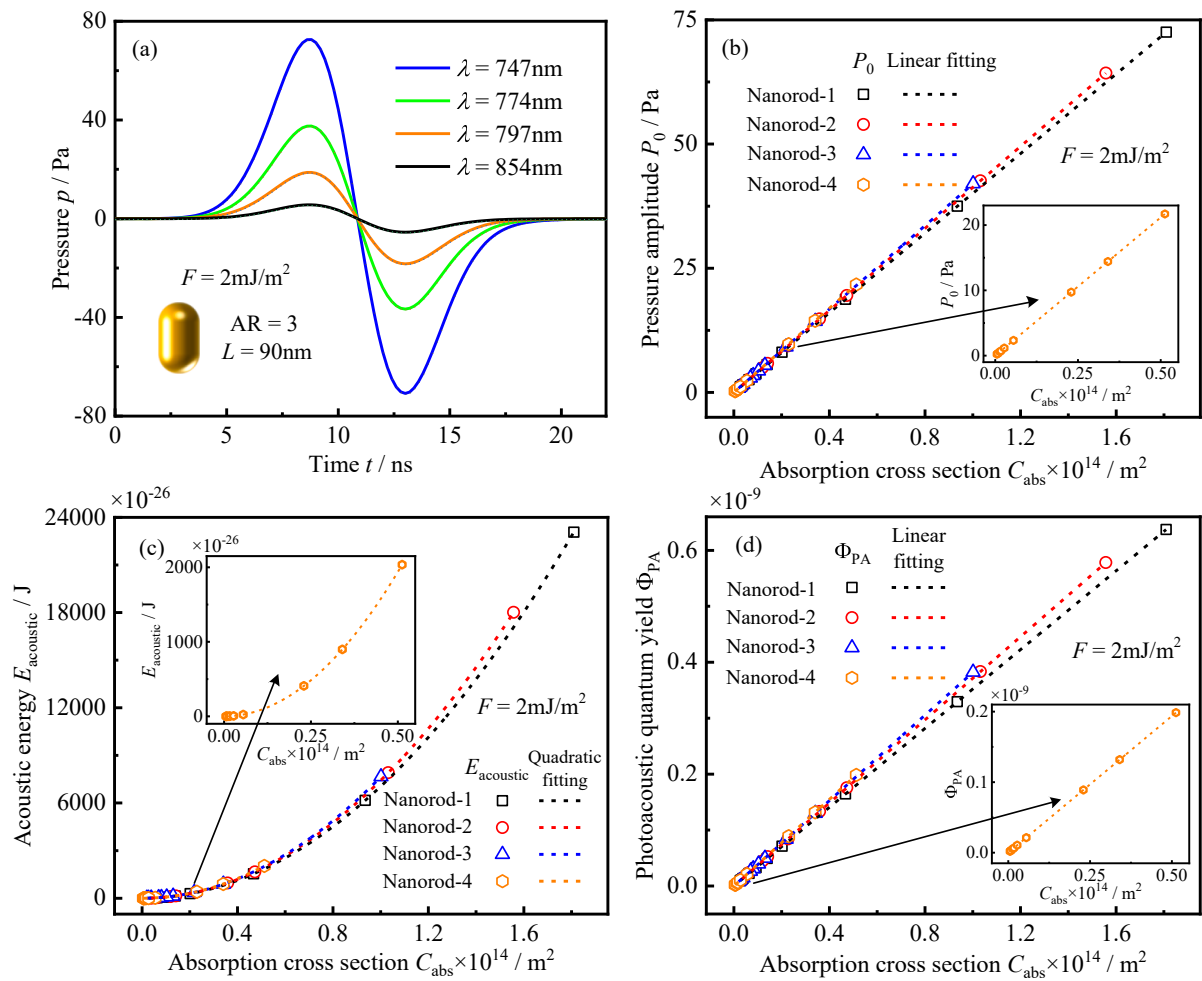 (a)
λ = 747nm
λ = 774nm
λ = 797nm
λ = 854nm
F = 2mJ/m²
AR = 3
L = 90nm
80
40
0
-40
-80
Pressure p / Pa
0
5
10
15
20
Time t / ns
(b)
P₀
Linear fitting
Nanorod-1
Nanorod-2
Nanorod-3
Nanorod-4
F = 2mJ/m²
75
50
25
0
Pressure amplitude P₀ / Pa
0.0
0.4
0.8
1.2
1.6
Absorption cross section Cabs×10¹⁴ / m²
20
10
0
P₀ / Pa
0.00
0.25
0.50
Cabs×10¹⁴ / m²
×10⁻²⁶
(c)
24000
18000
12000
6000
0
Acoustic energy Eacoustic / J
×10⁻²⁶
2000
1000
0
Eacoustic / J
0.00
0.25
0.50
Cabs×10¹⁴ / m²
F = 2mJ/m²
Eacoustic
Quadratic
fitting
Nanorod-1
Nanorod-2
Nanorod-3
Nanorod-4
0.0
0.4
0.8
1.2
1.6
Absorption cross section Cabs×10¹⁴ / m²
×10⁻⁹
(d)
ΦPA
Linear
fitting
Nanorod-1
Nanorod-2
Nanorod-3
Nanorod-4
F = 2mJ/m²
0.6
0.4
0.2
0.0
Photoacoustic quantum yield ΦPA
×10⁻⁹
0.2
0.1
0.0
ΦPA
0.00
0.25
0.50
Cabs×10¹⁴ / m²
0.0
0.4
0.8
1.2
1.6
Absorption cross section Cabs×10¹⁴ / m²